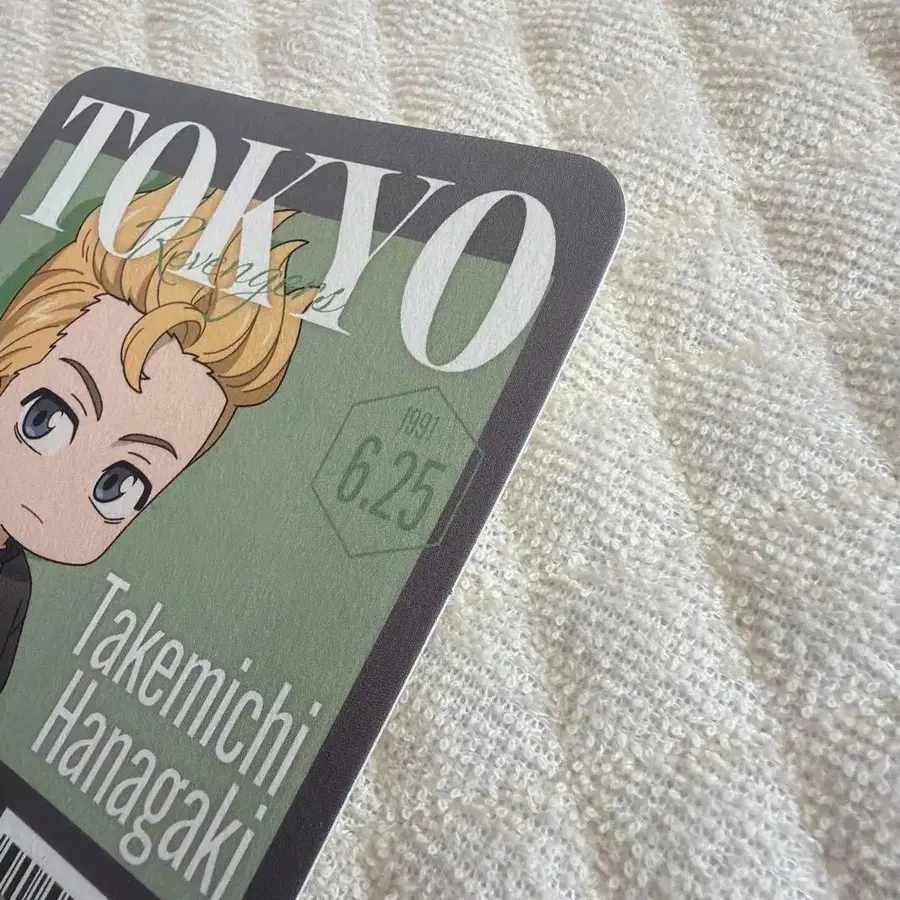 TOKYO
Revengers
1991
6.25
Takemichi
Hanagaki